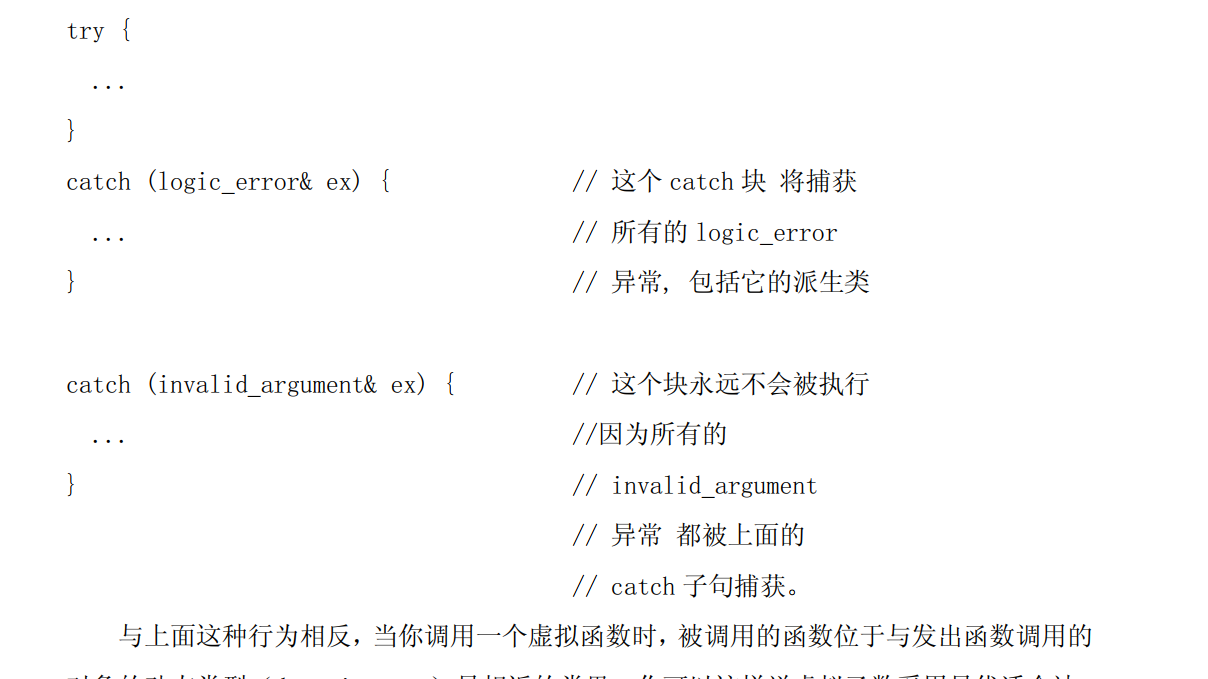 try {
...
}
catch (logic_error& ex) { // 这个 catch 块 将捕获
... // 所有的 logic_error
} // 异常, 包括它的派生类
catch (invalid_argument& ex) { // 这个块永远不会被执行
... //因为所有的
} // invalid_argument
// 异常 都被上面的
// catch 子句捕获。
与上面这种行为相反，当你调用一个虚拟函数时，被调用的函数位于与发出函数调用的